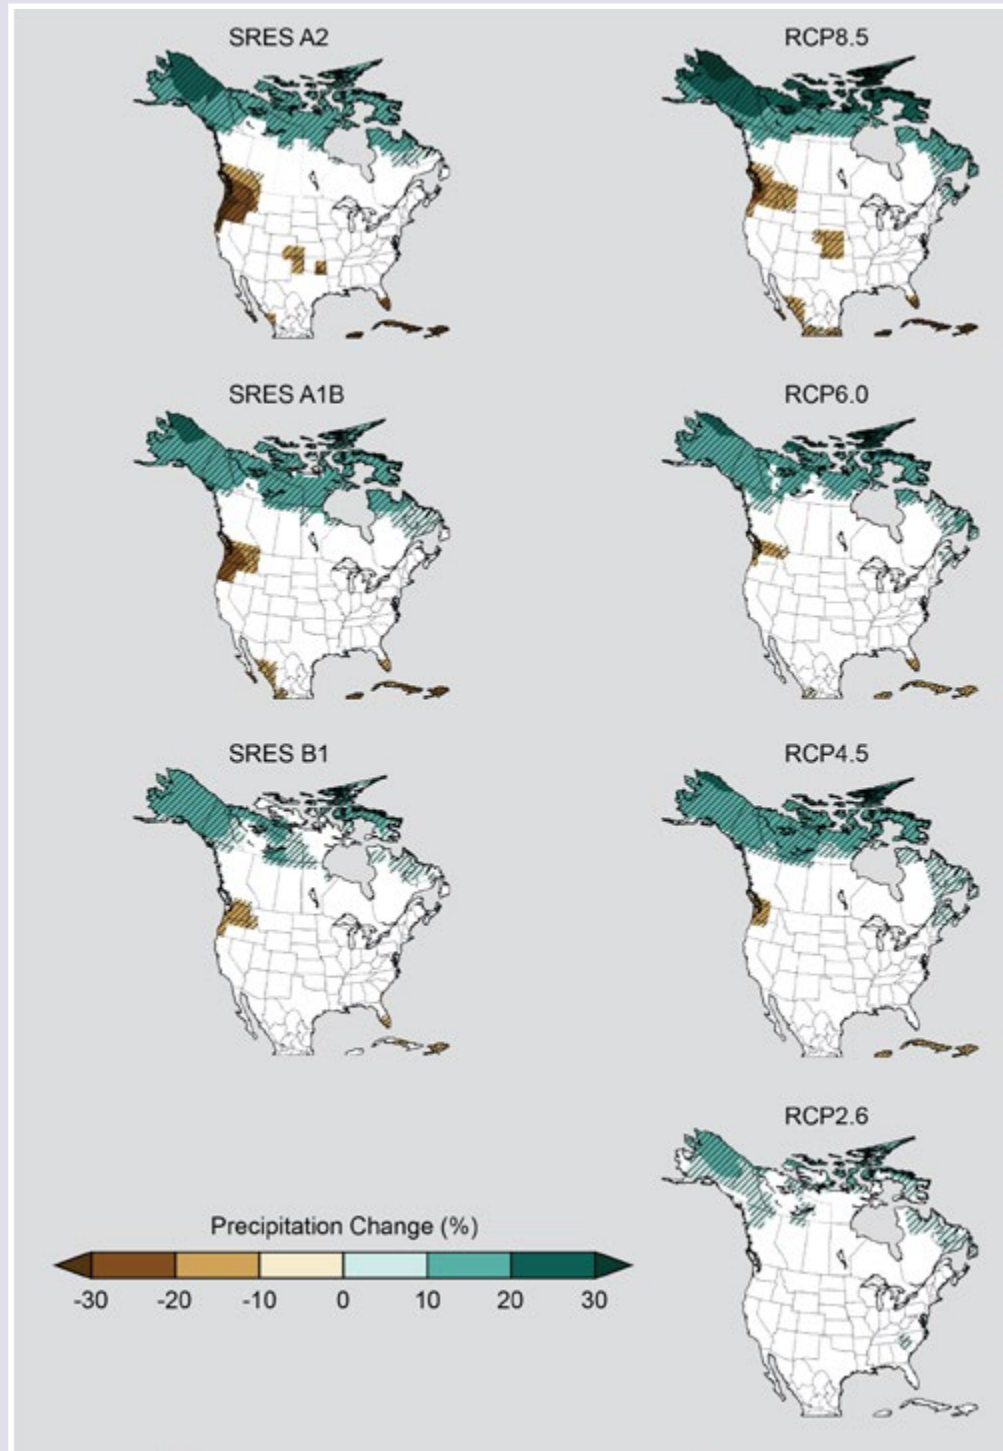 SRES A2
RCP8.5
SRES A1B
RCP6.0
SRES B1
RCP4.5
RCP2.6
Precipitation Change (%)
-30 -20 -10 0 10 20 30